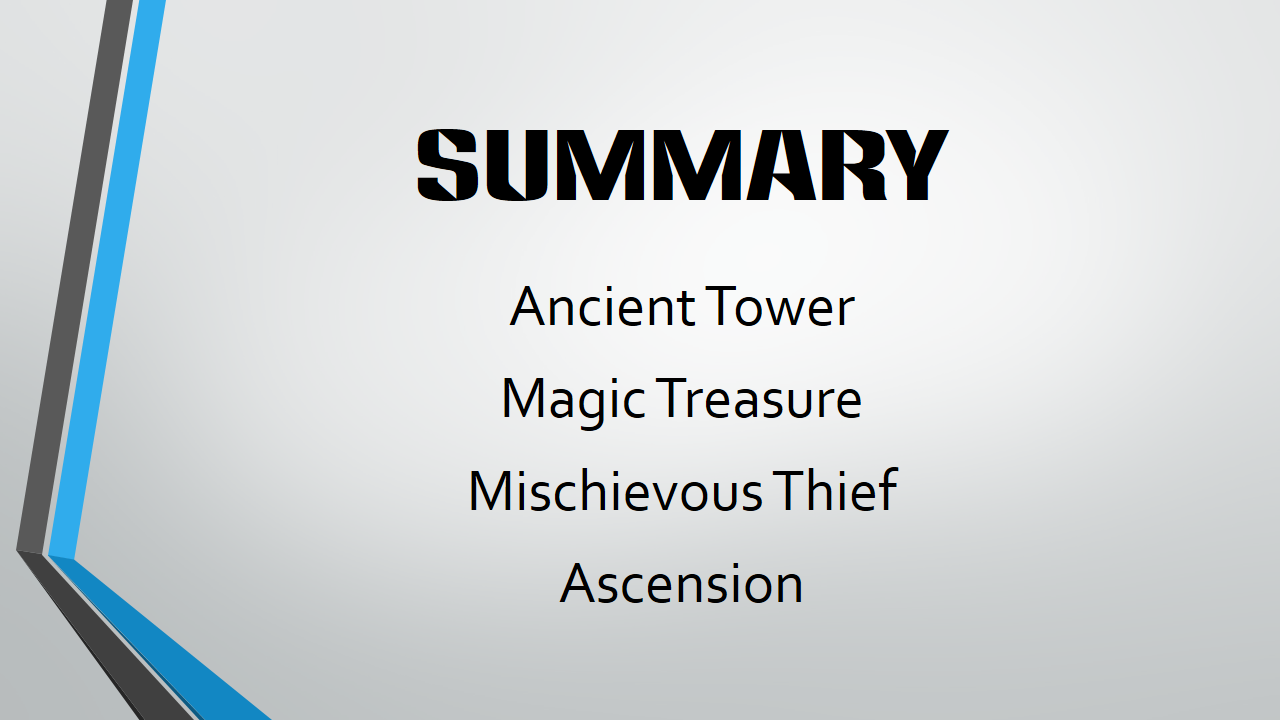 SUMMARY
Ancient Tower
Magic Treasure
Mischievous Thief
Ascension